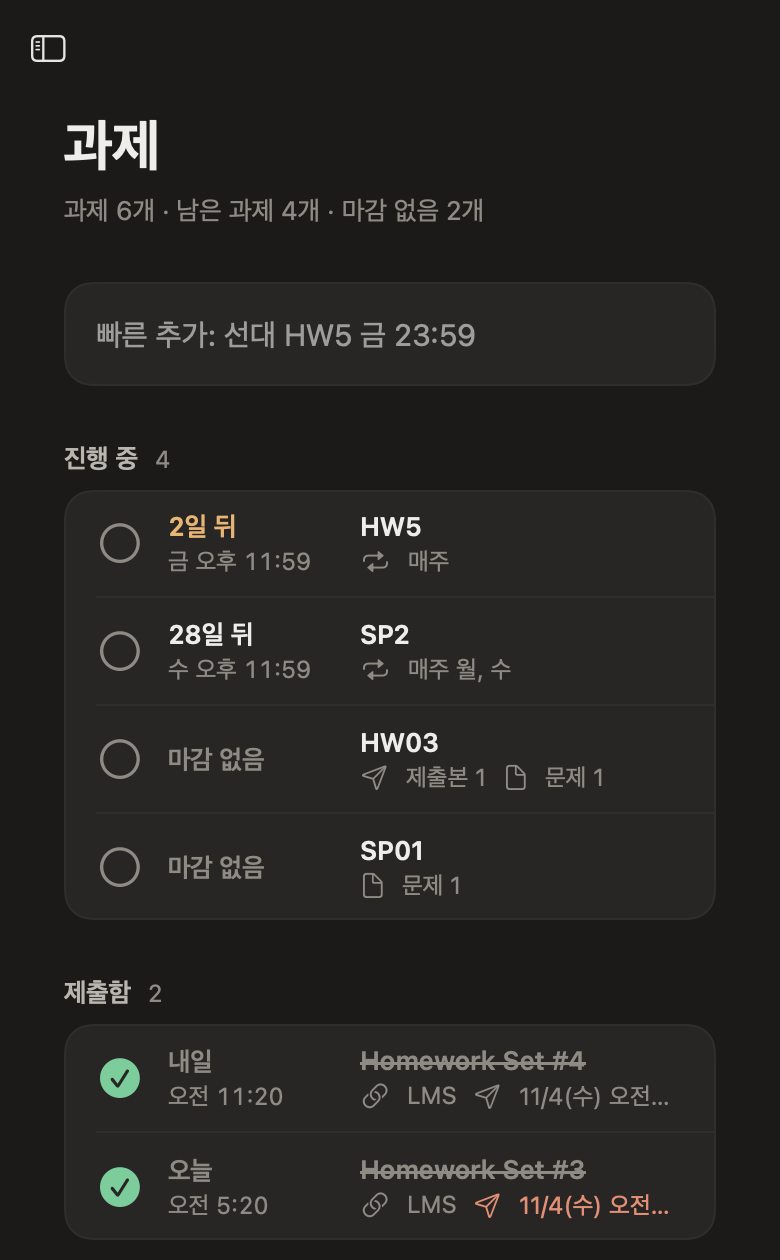 과제
과제 6개 · 남은 과제 4개 · 마감 없음 2개
빠른 추가: 선대 HW5 금 23:59
진행 중 4
2일 뒤 HW5
금 오후 11:59 매주
28일 뒤 SP2
수 오후 11:59 매주 월, 수
마감 없음 HW03
제출본 1 문제 1
마감 없음 SP01
문제 1
제출함 2
내일 Homework Set #4
오전 11:20 LMS 11/4(수) 오전...
오늘 Homework Set #3
오전 5:20 LMS 11/4(수) 오전...